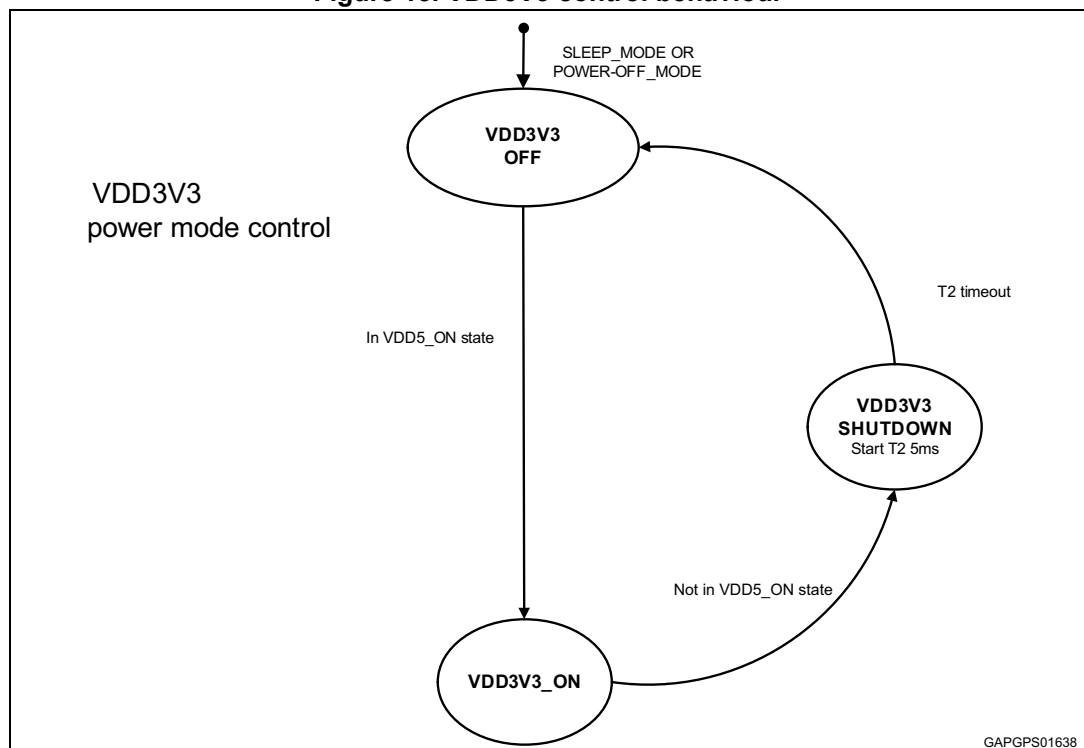 SLEEP_MODE OR
POWER-OFF_MODE
VDD3V3
OFF
VDD3V3
power mode control
T2 timeout
In VDD5_ON state
VDD3V3
SHUTDOWN
Start T2 5ms
Not in VDD5_ON state
VDD3V3_ON
GAPGPS01638